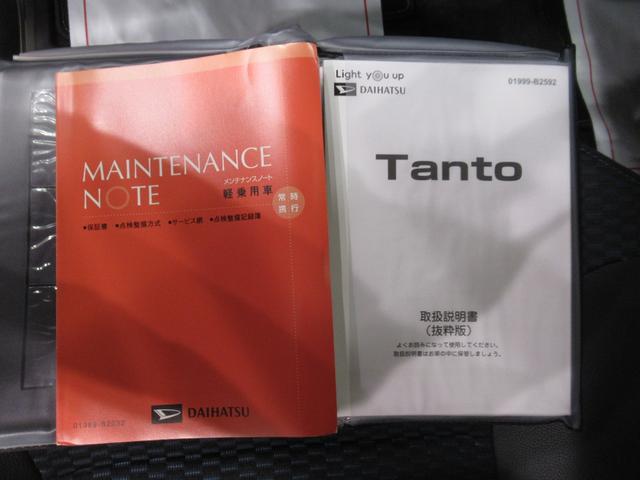 MAINTENANCE
NOTE
メンテナンスノート
軽乗用車
常時
携行
●保証書 ●点検整備方式 ●サービス網 ●点検整備記録簿
DAIHATSU
01999-B2032
Light you up
DAIHATSU
01999-B2592
Tanto
取扱説明書
(抜粋版)
よくお読みになって使用してください。
取扱説明書はお車の中に保管しましょう。